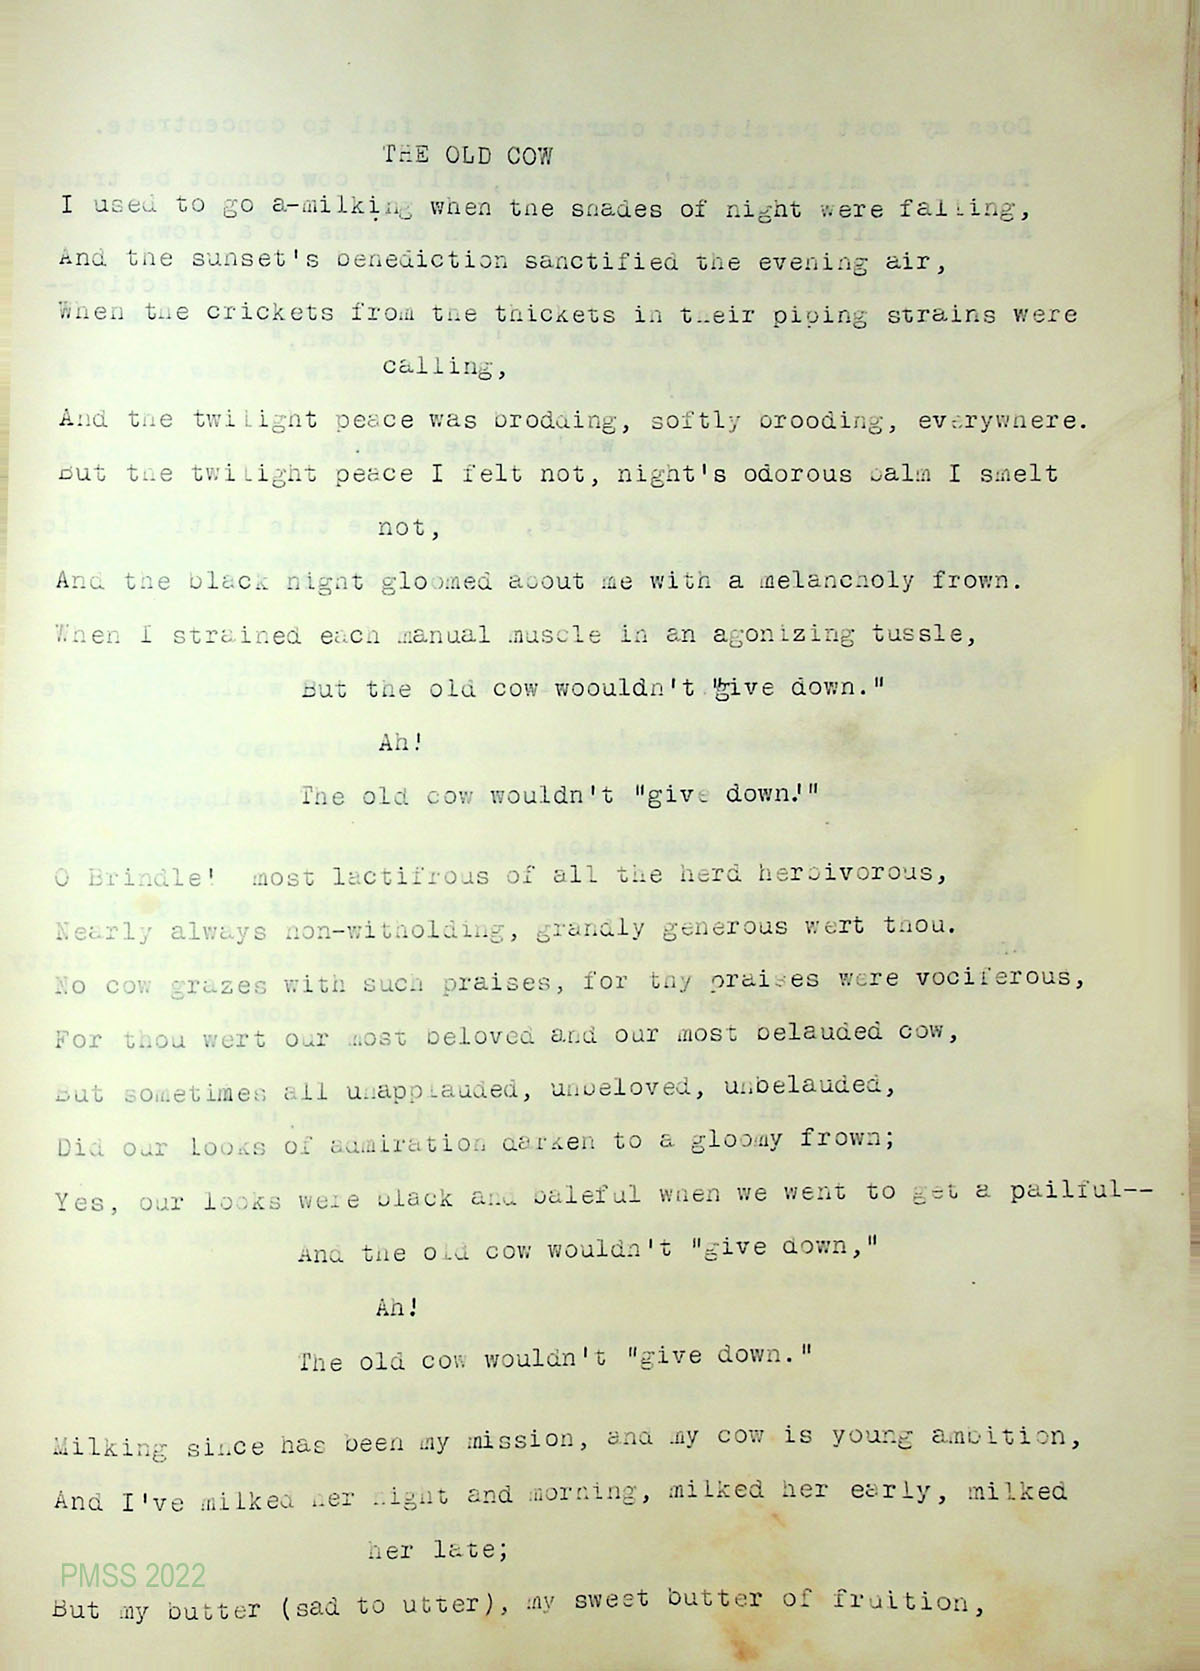 THE OLD COW
I used to go a-milking when the shades of night were falling,
And the sunset's benediction sanctified the evening air,
When the crickets from the thickets in their piping strains were
calling,
And the twilight peace was brodding, softly brooding, everywhere.
But the twilight peace I felt not, night's odorous balm I smelt
not,
And the black night gloomed about me with a melancholy frown.
When I strained each manual muscle in an agonizing tussle,
But the old cow woouldn't "give down."
Ah!
The old cow wouldn't "give down!"
O Brindle! most lactifrous of all the herd herbivorous,
Nearly always non-witholding, grandly generous wert thou.
No cow grazes with such praises, for thy praises were vociferous,
For thou wert our most beloved and our most belauded cow,
But sometimes all unapplauded, unbeloved, unbelauded,
Did our looks of admiration darken to a gloomy frown;
Yes, our looks were black and baleful when we went to get a pailful--
And the old cow wouldn't "give down,"
Ah!
The old cow wouldn't "give down."
Milking since has been my mission, and my cow is young ambition,
And I've milked her night and morning, milked her early, milked
her late;
PMSS 2022
But my butter (sad to utter), my sweet butter of fruition,